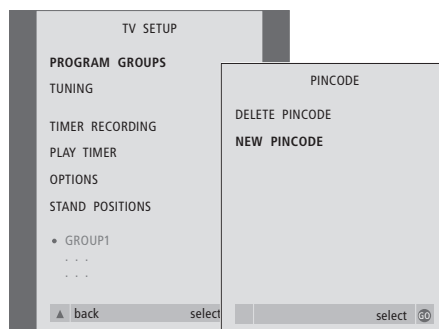 TV SETUP
PROGRAM GROUPS
TUNING
TIMER RECORDING
PLAY TIMER
OPTIONS
STAND POSITIONS
• GROUP1
. . .
. . .
▲ back select
PINCODE
DELETE PINCODE
NEW PINCODE
select GO